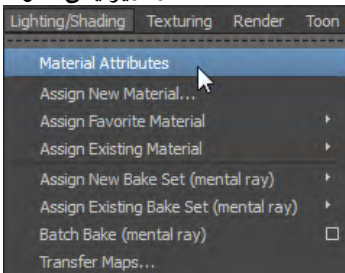 Lighting/Shading Texturing Render Toon
Material Attributes
Assign New Material...
Assign Favorite Material
Assign Existing Material
Assign New Bake Set (mental ray)
Assign Existing Bake Set (mental ray)
Batch Bake (mental ray)
Transfer Maps...